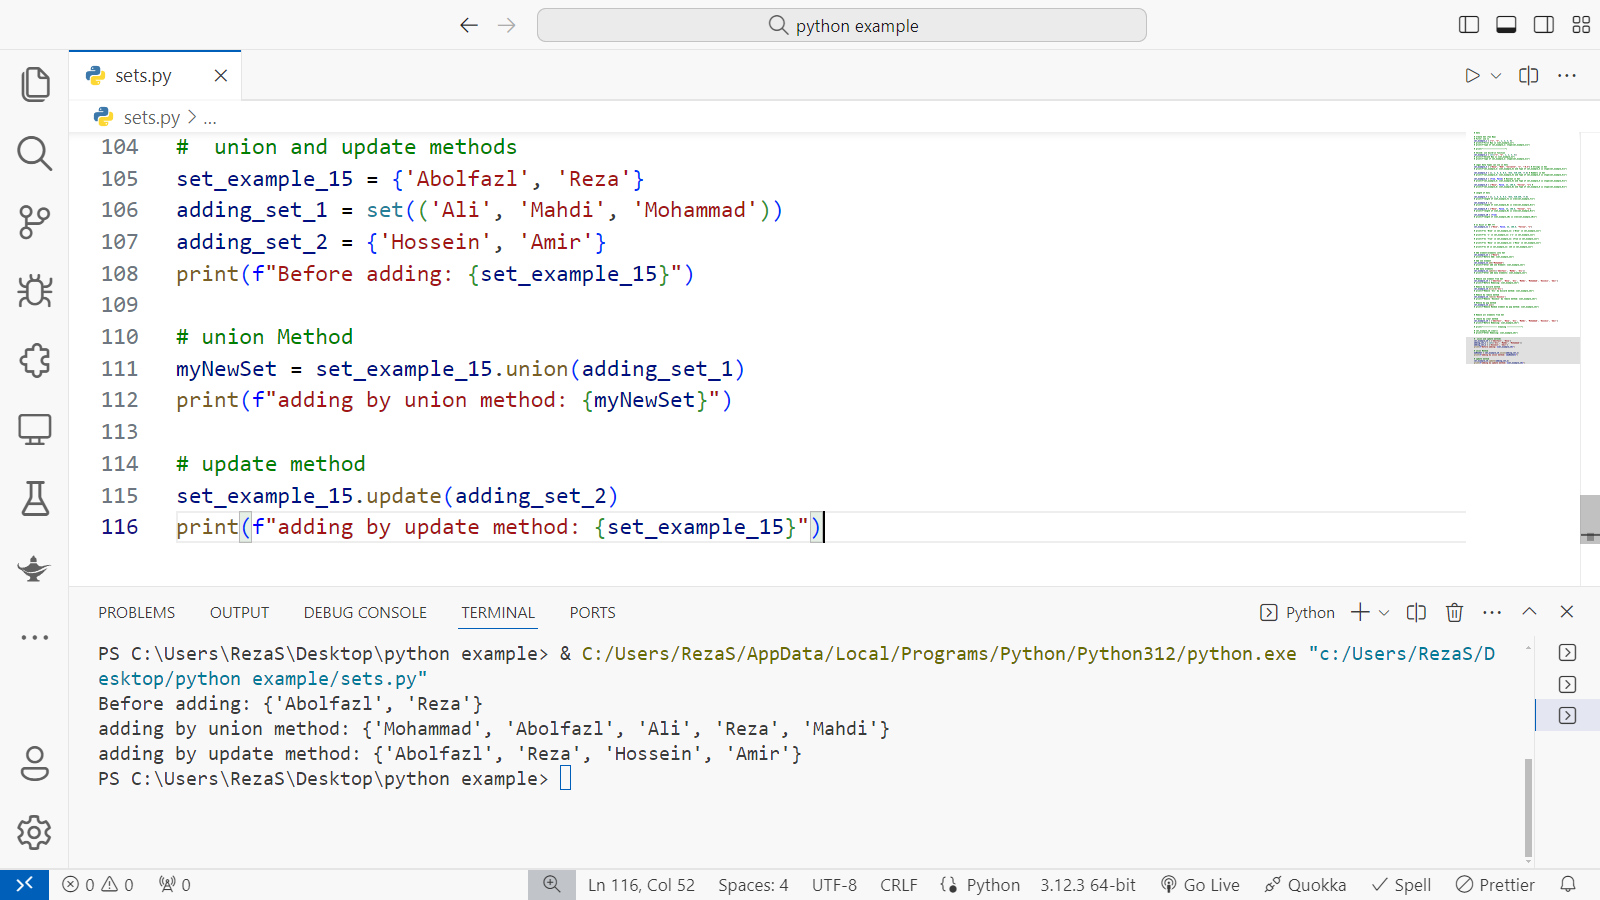 python example
sets.py
sets.py > ...
104 #  union and update methods
105 set_example_15 = {'Abolfazl', 'Reza'}
106 adding_set_1 = set(('Ali', 'Mahdi', 'Mohammad'))
107 adding_set_2 = {'Hossein', 'Amir'}
108 print(f"Before adding: {set_example_15}")
109
110 # union Method
111 myNewSet = set_example_15.union(adding_set_1)
112 print(f"adding by union method: {myNewSet}")
113
114 # update method
115 set_example_15.update(adding_set_2)
116 print(f"adding by update method: {set_example_15}")
PROBLEMS OUTPUT DEBUG CONSOLE TERMINAL PORTS Python
PS C:\Users\RezaS\Desktop\python example> & C:/Users/RezaS/AppData/Local/Programs/Python/Python312/python.exe "c:/Users/RezaS/D
esktop/python example/sets.py"
Before adding: {'Abolfazl', 'Reza'}
adding by union method: {'Mohammad', 'Abolfazl', 'Ali', 'Reza', 'Mahdi'}
adding by update method: {'Abolfazl', 'Reza', 'Hossein', 'Amir'}
PS C:\Users\RezaS\Desktop\python example>
0 0 0 Ln 116, Col 52 Spaces: 4 UTF-8 CRLF Python 3.12.3 64-bit Go Live Quokka Spell Prettier